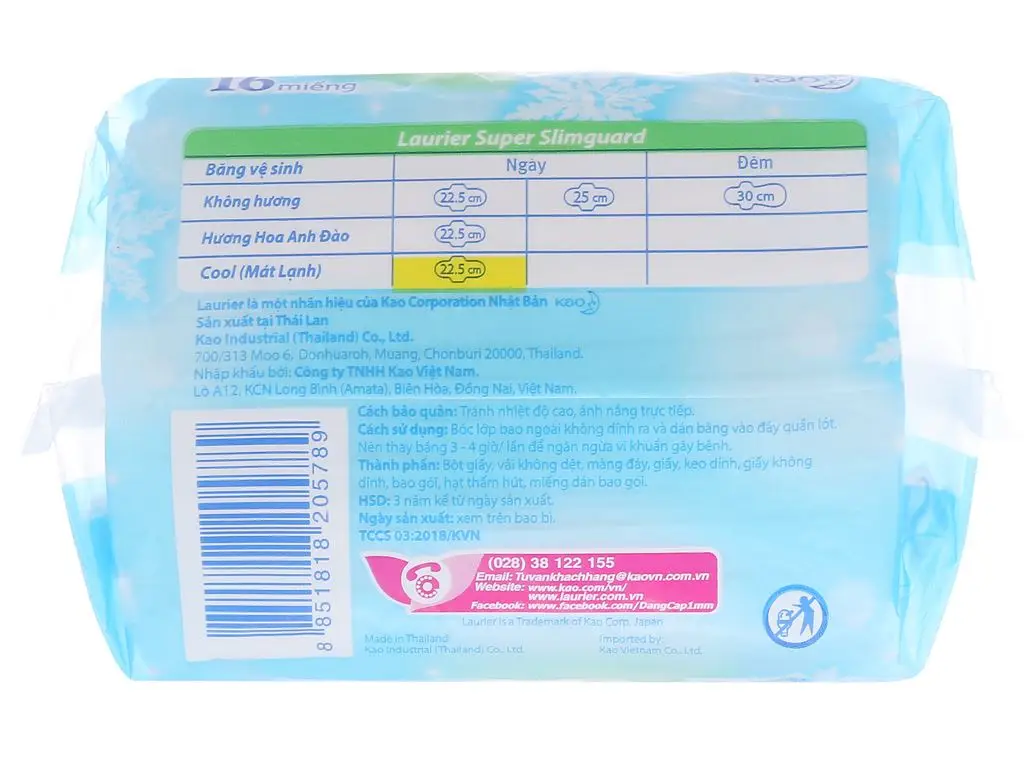 16 miếng
Kao
Laurier Super Slimguard
Băng vệ sinh Ngày Đêm
Không hương 22.5 cm 25 cm 30 cm
Hương Hoa Anh Đào 22.5 cm
Cool (Mát Lạnh) 22.5 cm
Laurier là một nhãn hiệu của Kao Corporation Nhật Bản Kao
Sản xuất tại Thái Lan
Kao Industrial (Thailand) Co., Ltd.
700/313 Moo 6, Donhuaroh, Muang, Chonburi 20000, Thailand.
Nhập khẩu bởi: Công ty TNHH Kao Việt Nam.
Lô A12, KCN Long Bình (Amata), Biên Hòa, Đồng Nai, Việt Nam.
Cách bảo quản: Tránh nhiệt độ cao, ánh nắng trực tiếp.
Cách sử dụng: Bóc lớp bao ngoài không dính ra và dán băng vào đáy quần lót.
Nên thay băng 3 - 4 giờ/ lần để ngăn ngừa vi khuẩn gây bệnh.
Thành phần: Bột giấy, vải không dệt, màng đáy, giấy, keo dính, giấy không
dính, bao gói, hạt thấm hút, miếng dán bao gói.
HSD: 3 năm kể từ ngày sản xuất.
Ngày sản xuất: xem trên bao bì.
TCCS 03:2018/KVN
8 851818 205789
(028) 38 122 155
Email: Tuvankhachhang@kaovn.com.vn
Website: www.kao.com/vn/
www.laurier.com.vn
Facebook: www.facebook.com/DangCap1mm
Laurier is a Trademark of Kao Corp. Japan
Made in Thailand Imported by:
Kao Industrial (Thailand) Co., Ltd. Kao Vietnam Co., Ltd.